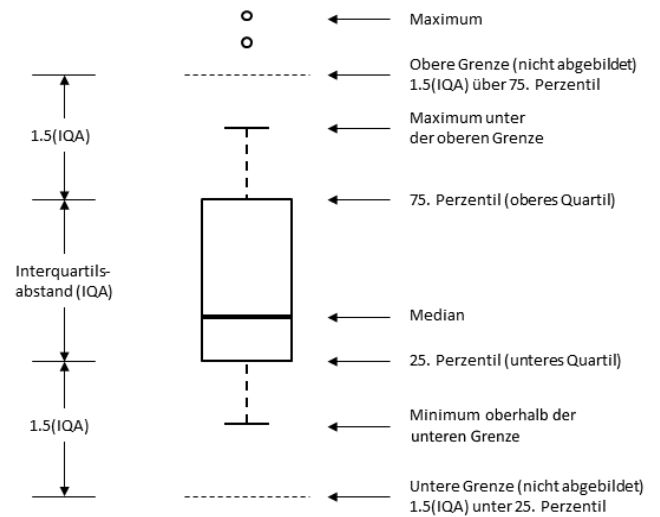 Maximum
Obere Grenze (nicht abgebildet)
1.5(IQA) über 75. Perzentil
Maximum unter
der oberen Grenze
1.5(IQA)
75. Perzentil (oberes Quartil)
Interquartils-
abstand (IQA)
Median
25. Perzentil (unteres Quartil)
Minimum oberhalb der
unteren Grenze
1.5(IQA)
Untere Grenze (nicht abgebildet)
1.5(IQA) unter 25. Perzentil